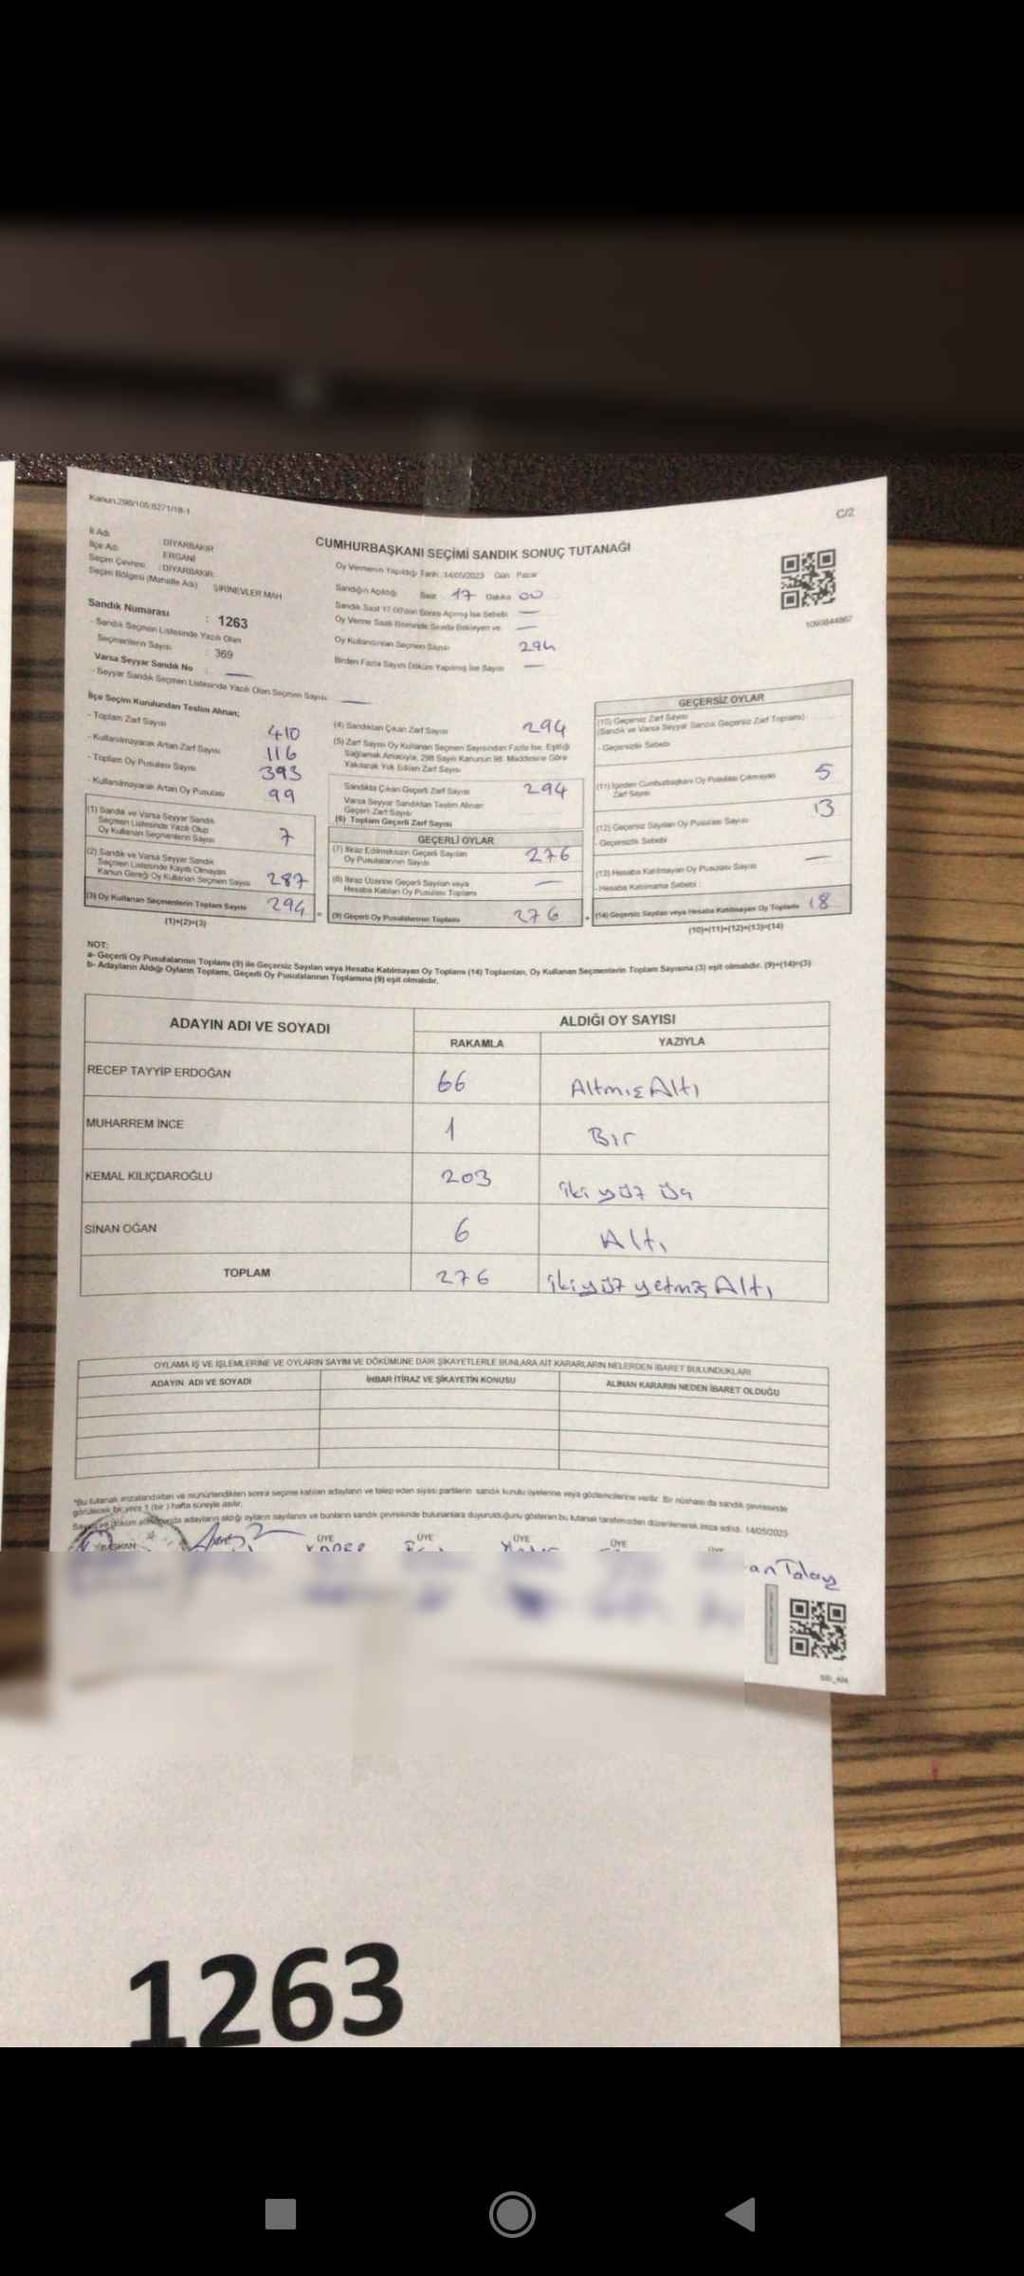 Kanun:298/105;6271/18-1
C/2
CUMHURBAŞKANI SEÇİMİ SANDIK SONUÇ TUTANAĞI
İl Adı : DİYARBAKIR
İlçe Adı : ERGANİ
Seçim Çevresi : DİYARBAKIR
Seçim Bölgesi (Mahalle Adı) ŞİRİNEVLER MAH
Sandık Numarası : 1263
- Sandık Seçmen Listesinde Yazılı Olan
Seçmenlerin Sayısı : 369
Varsa Seyyar Sandık No : —
- Seyyar Sandık Seçmen Listesinde Yazılı Olan Seçmen Sayısı —
Oy Vermenin Yapıldığı Tarih :14/05/2023 Gün Pazar
Sandığın Açıldığı Saat 17 Dakika 00
Sandık Saat 17.00'den Sonra Açılmış İse Sebebi —
Oy Verme Saati Bitiminde Sırada Bekleyen ve —
Oy Kullandırılan Seçmen Sayısı 294
Birden Fazla Sayım Döküm Yapılmış İse Sayısı —
1090844867
İlçe Seçim Kurulundan Teslim Alınan;
- Toplam Zarf Sayısı 410
- Kullanılmayarak Artan Zarf Sayısı 116
- Toplam Oy Pusulası Sayısı 393
- Kullanılmayarak Artan Oy Pusulası 99
(1) Sandık ve Varsa Seyyar Sandık
Seçmen Listesinde Yazılı Olup
Oy Kullanan Seçmenlerin Sayısı 7
(2) Sandık ve Varsa Seyyar Sandık
Seçmen Listesinde Kayıtlı Olmayan
Kanun Gereği Oy Kullanan Seçmen Sayısı 287
(3) Oy Kullanan Seçmenlerin Toplam Sayısı 294
(1)+(2)=(3)
(4) Sandıktan Çıkan Zarf Sayısı 294
(5) Zarf Sayısı Oy Kullanan Seçmen Sayısından Fazla İse, Eşitliği
Sağlamak Amacıyla, 298 Sayılı Kanunun 98. Maddesine Göre
Yakılarak Yok Edilen Zarf Sayısı
Sandıkta Çıkan Geçerli Zarf Sayısı 294
Varsa Seyyar Sandıktan Teslim Alınan
Geçerli Zarf Sayısı
(6) Toplam Geçerli Zarf Sayısı
GEÇERLİ OYLAR
(7) İtiraz Edilmeksizin Geçerli Sayılan
Oy Pusulalarının Sayısı 276
(8) İtiraz Üzerine Geçerli Sayılan veya
Hesaba Katılan Oy Pusulası Toplamı —
(9) Geçerli Oy Pusulalarının Toplamı 276
GEÇERSİZ OYLAR
(10) Geçersiz Zarf Sayısı
(Sandık ve Varsa Seyyar Sandık Geçersiz Zarf Toplamı)
- Geçersizlik Sebebi
(11) İçinden Cumhurbaşkanı Oy Pusulası Çıkmayan
Zarf Sayısı 5
(12) Geçersiz Sayılan Oy Pusulası Sayısı 13
- Geçersizlik Sebebi
(13) Hesaba Katılmayan Oy Pusulası Sayısı —
- Hesaba Katılmama Sebebi :
(14) Geçersiz Sayılan veya Hesaba Katılmayan Oy Toplamı 18
(10)+(11)+(12)+(13)=(14)
NOT:
a- Geçerli Oy Pusulalarının Toplamı (9) ile Geçersiz Sayılan veya Hesaba Katılmayan Oy Toplamı (14) Toplamları, Oy Kullanan Seçmenlerin Toplam Sayısına (3) eşit olmalıdır. (9)+(14)=(3)
b- Adayların Aldığı Oyların Toplamı, Geçerli Oy Pusulalarının Toplamına (9) eşit olmalıdır.
ADAYIN ADI VE SOYADI
ALDIĞI OY SAYISI
RAKAMLA YAZIYLA
RECEP TAYYİP ERDOĞAN 66 AltmışAltı
MUHARREM İNCE 1 Bir
KEMAL KILIÇDAROĞLU 203 iki yüz üç
SİNAN OĞAN 6 Altı
TOPLAM 276 ikiyüz yetmiş Altı
OYLAMA İŞ VE İŞLEMLERİNE VE OYLARIN SAYIM VE DÖKÜMÜNE DAİR ŞİKAYETLERLE BUNLARA AİT KARARLARIN NELERDEN İBARET BULUNDUKLARI
ADAYIN ADI VE SOYADI İHBAR İTİRAZ VE ŞİKAYETİN KONUSU ALINAN KARARIN NEDEN İBARET OLDUĞU
*Bu tutanak imzalandıktan ve mühürlendikten sonra seçime katılan adayların ve talep eden siyasi partilerin sandık kurulu üyelerine veya gözlemcilerine verilir. Bir nüshası da sandık çevresinde
görülecek bir yere 1 (bir ) hafta süreyle asılır.
adayların aldığı oyların sayılarını ve bunların sandık çevresinde bulunanlara duyurulduğunu gösteren bu tutanak tarafımızdan düzenlenerek imza edildi. 14/05/2023
BAŞKAN ÜYE ÜYE ÜYE ÜYE ÜYE
1263